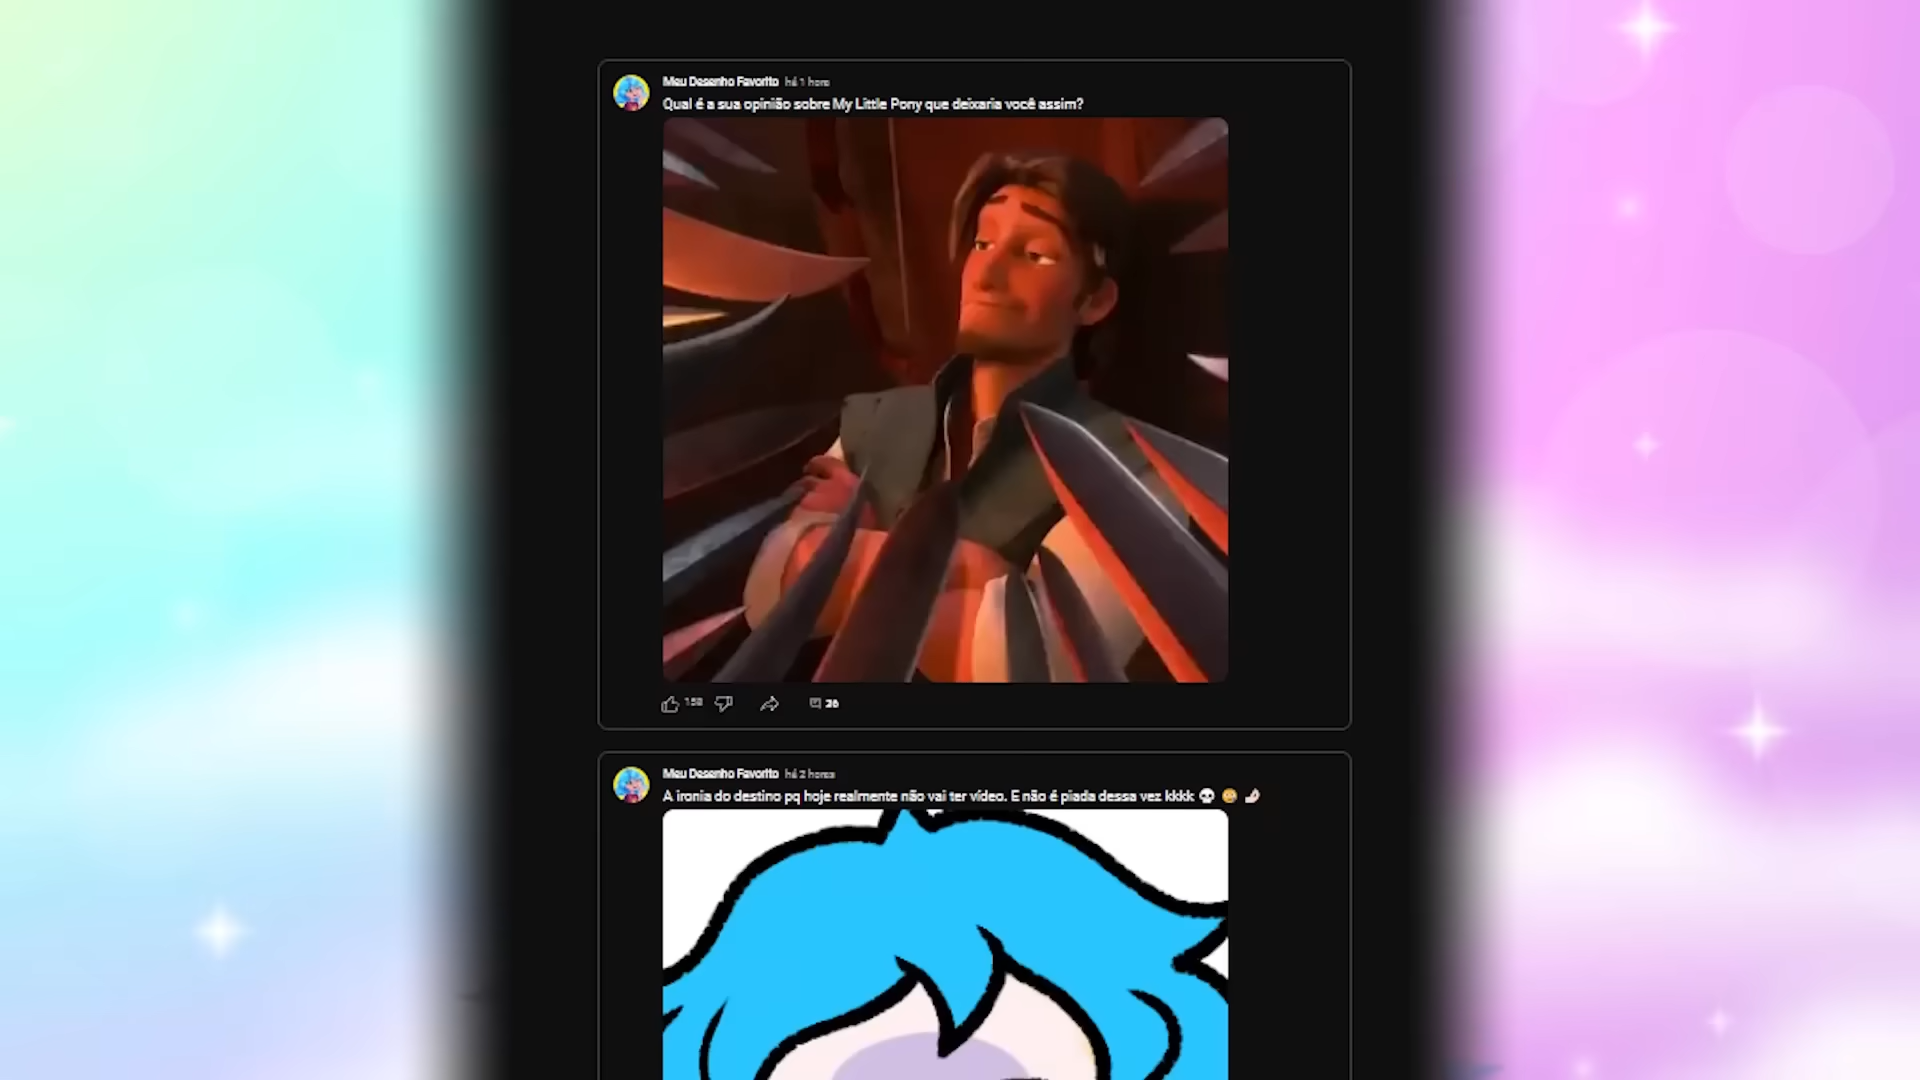 Meu Desenho Favorito há 1 hora
Qual é a sua opinião sobre My Little Pony que deixaria você assim?
158 26
Meu Desenho Favorito há 2 horas
A ironia do destino pq hoje realmente não vai ter vídeo. E não é piada dessa vez kkkk